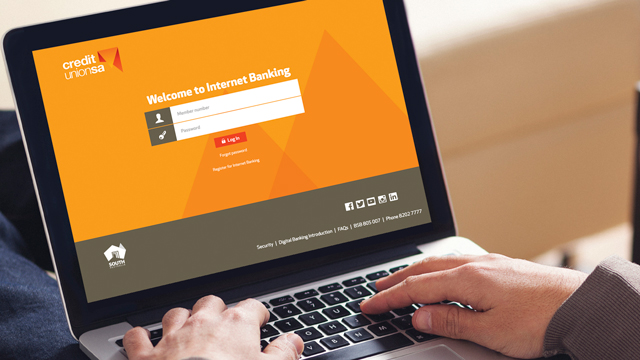 credit
unionsa
Welcome to Internet Banking
Member number
Password
Log In
Forgot password
Register for Internet Banking
Security | Digital Banking Introduction | FAQs | BSB 805 007 | Phone 8202 7777
SOUTH